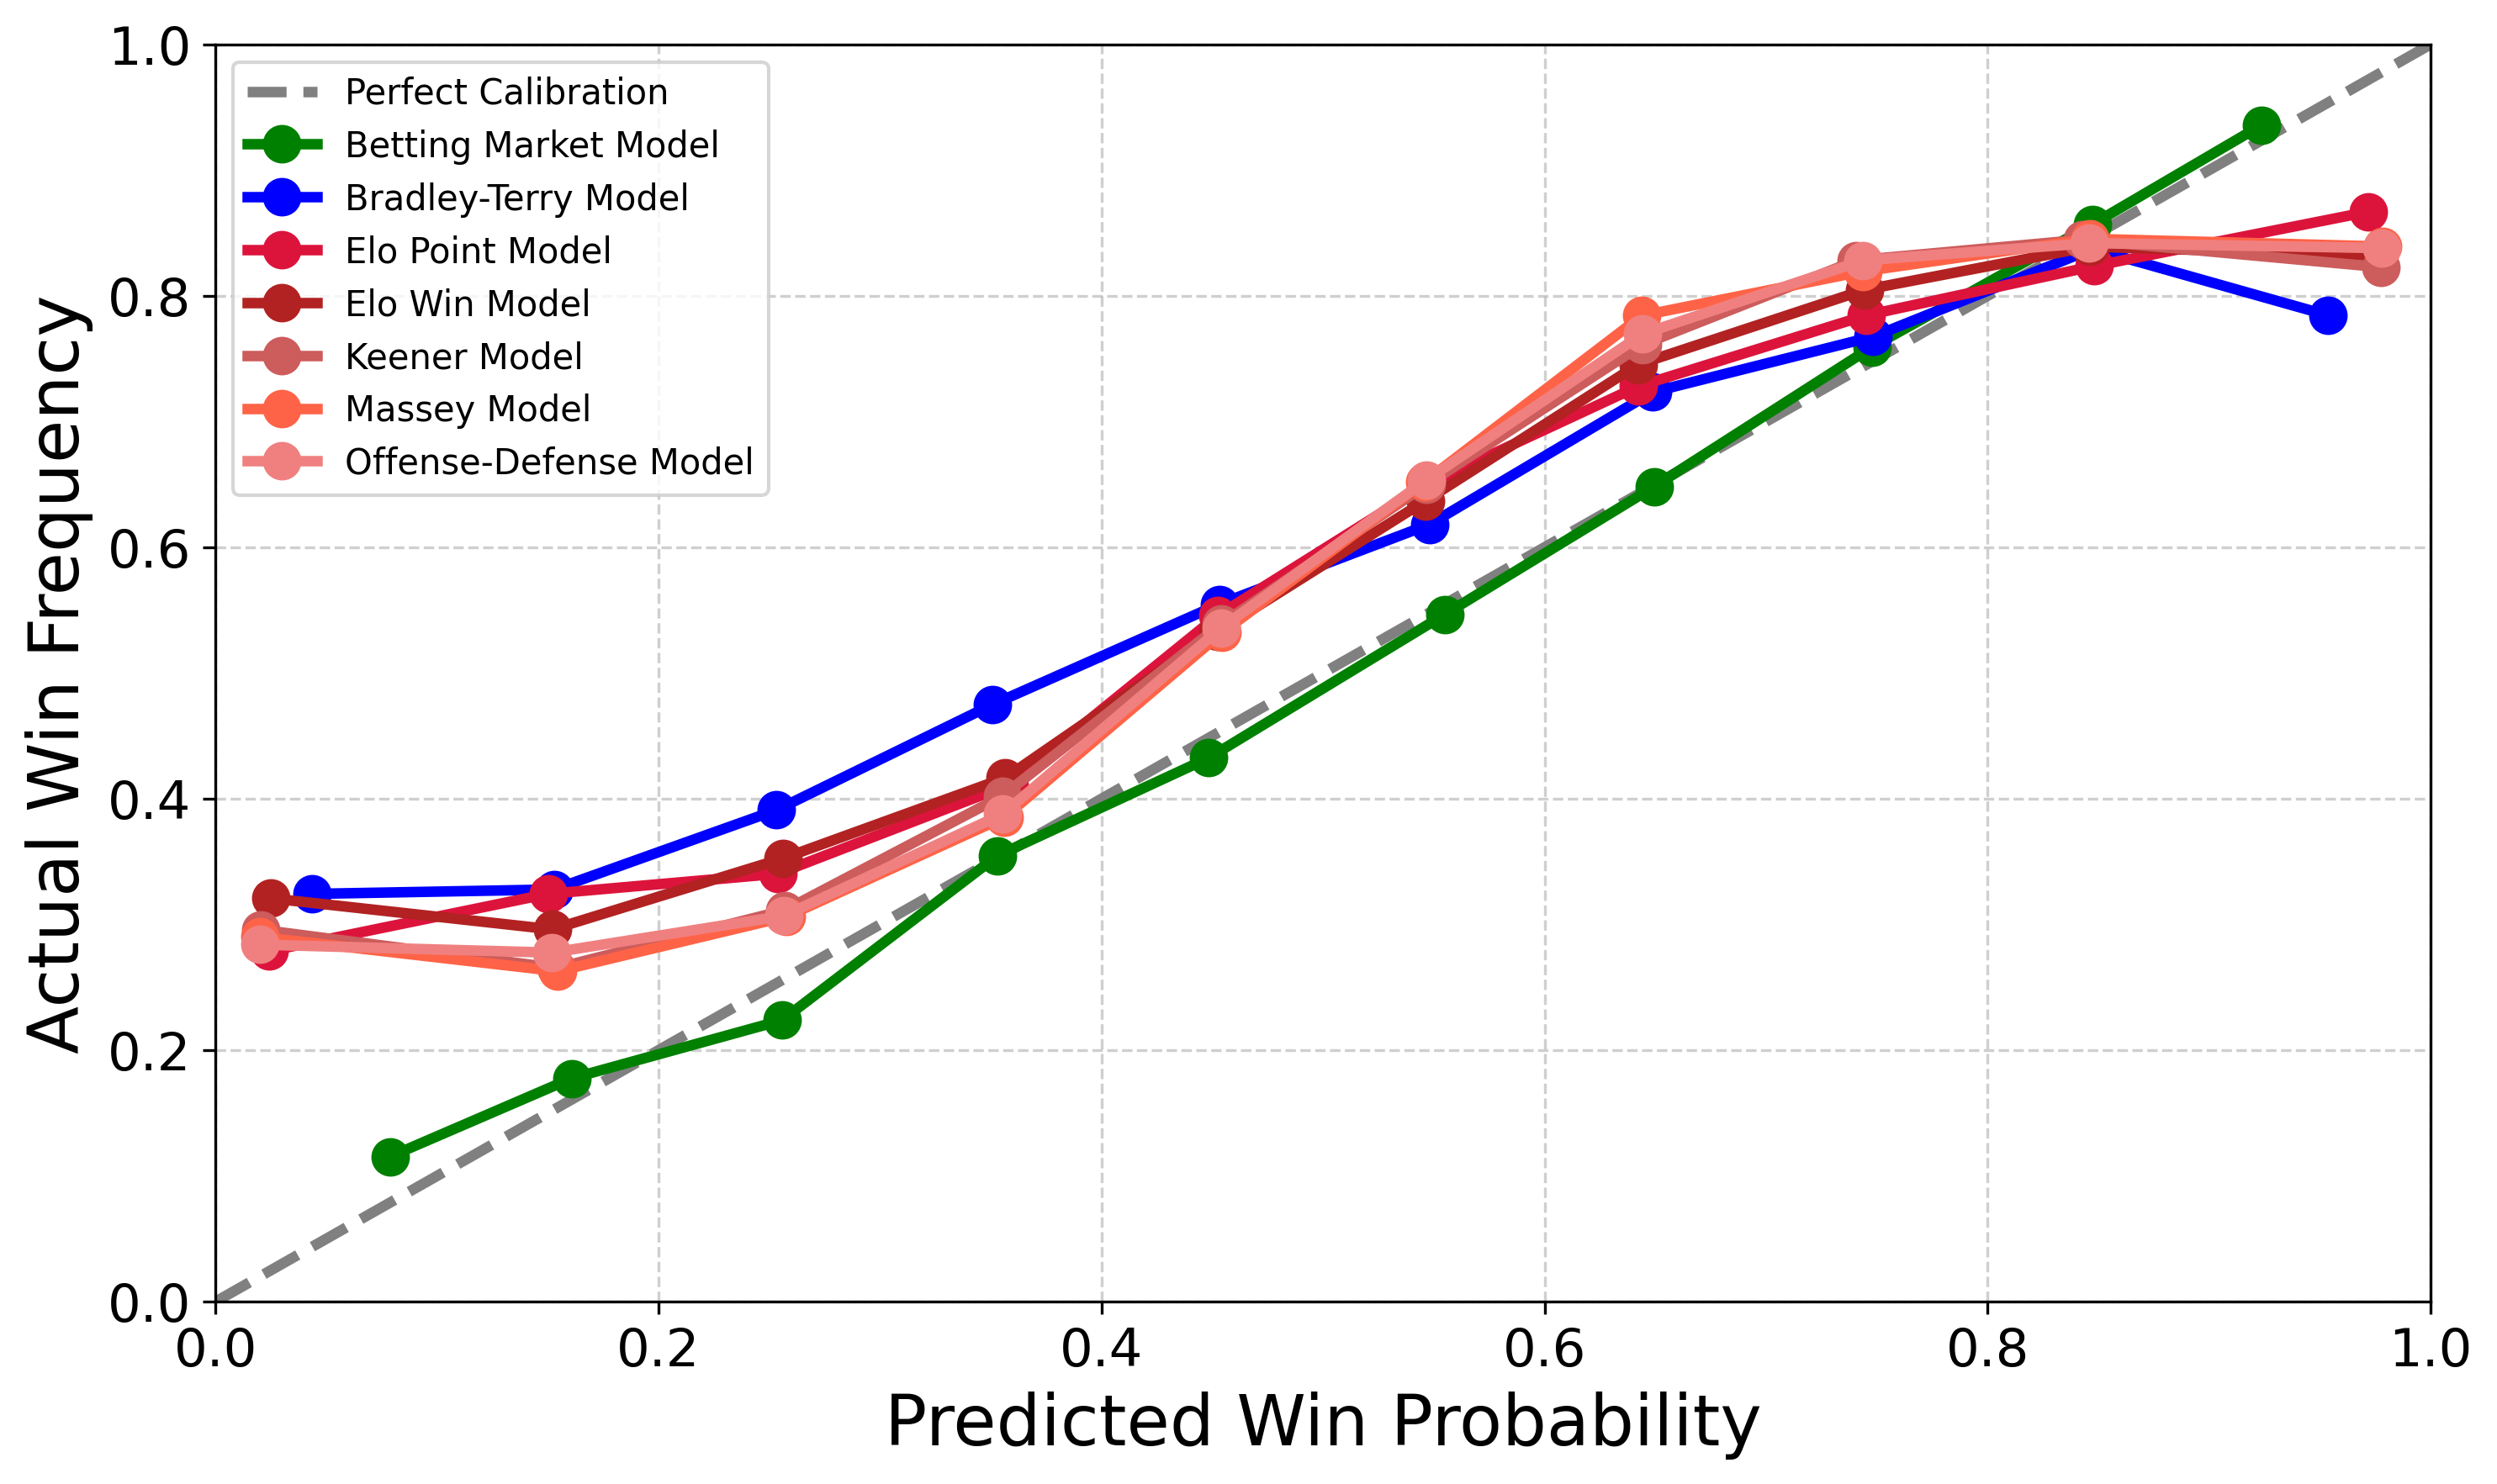 1.0
0.8
0.6
0.4
0.2
0.0
Actual Win Frequency
Perfect Calibration
Betting Market Model
Bradley-Terry Model
Elo Point Model
Elo Win Model
Keener Model
Massey Model
Offense-Defense Model
0.0 0.2 0.4 0.6 0.8 1.0
Predicted Win Probability